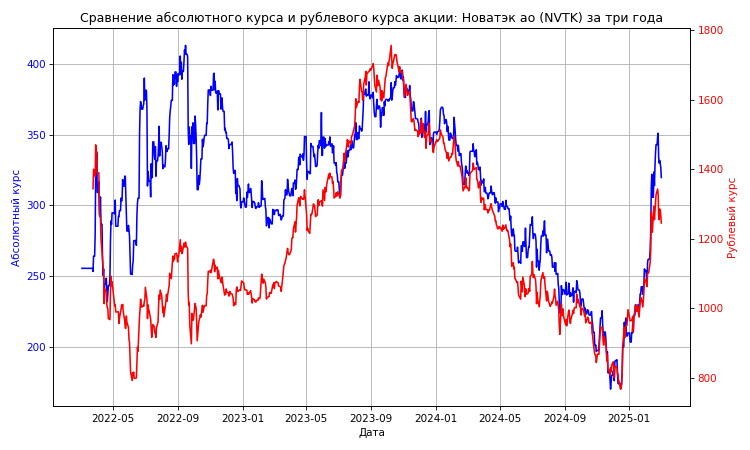 Сравнение абсолютного курса и рублевого курса акции: Новатэк ао (NVTK) за три года
Абсолютный курс
400
350
300
250
200
1800
1600
1400
1200
1000
800
Рублевый курс
2022-05 2022-09 2023-01 2023-05 2023-09 2024-01 2024-05 2024-09 2025-01
Дата